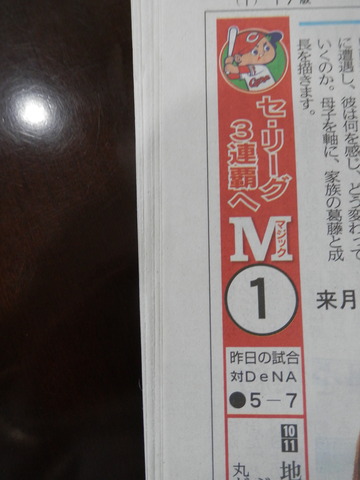 に遭遇し、彼は何を感じ、どう変わって
いくのか。母子を軸に、家族の葛藤と成
長を描きます。
セ・リーグ
3連覇へ
マジック
M
1
来月
昨日の試合
対DeNA
●5－7
10
11
地
丸